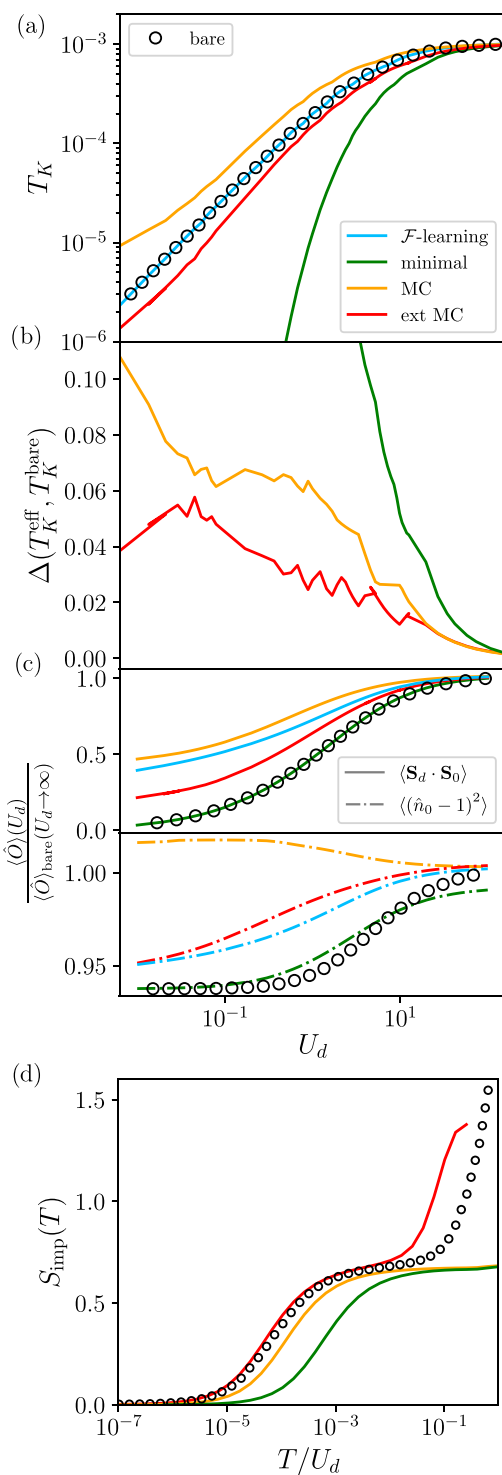 (a)
bare
10⁻³
10⁻⁴
10⁻⁵
10⁻⁶
T_K
ℱ-learning
minimal
MC
ext MC
(b)
0.10
0.08
0.06
0.04
0.02
0.00
Δ(T_K^eff, T_K^bare)
(c)
1.0
0.5
0.0
⟨S_d · S_0⟩
⟨(n̂_0 − 1)²⟩
1.00
0.95
⟨Ô⟩(U_d)
⟨Ô⟩_bare(U_d→∞)
10⁻¹ 10¹
U_d
(d)
1.5
1.0
0.5
0.0
S_imp(T)
10⁻⁷ 10⁻⁵ 10⁻³ 10⁻¹
T/U_d